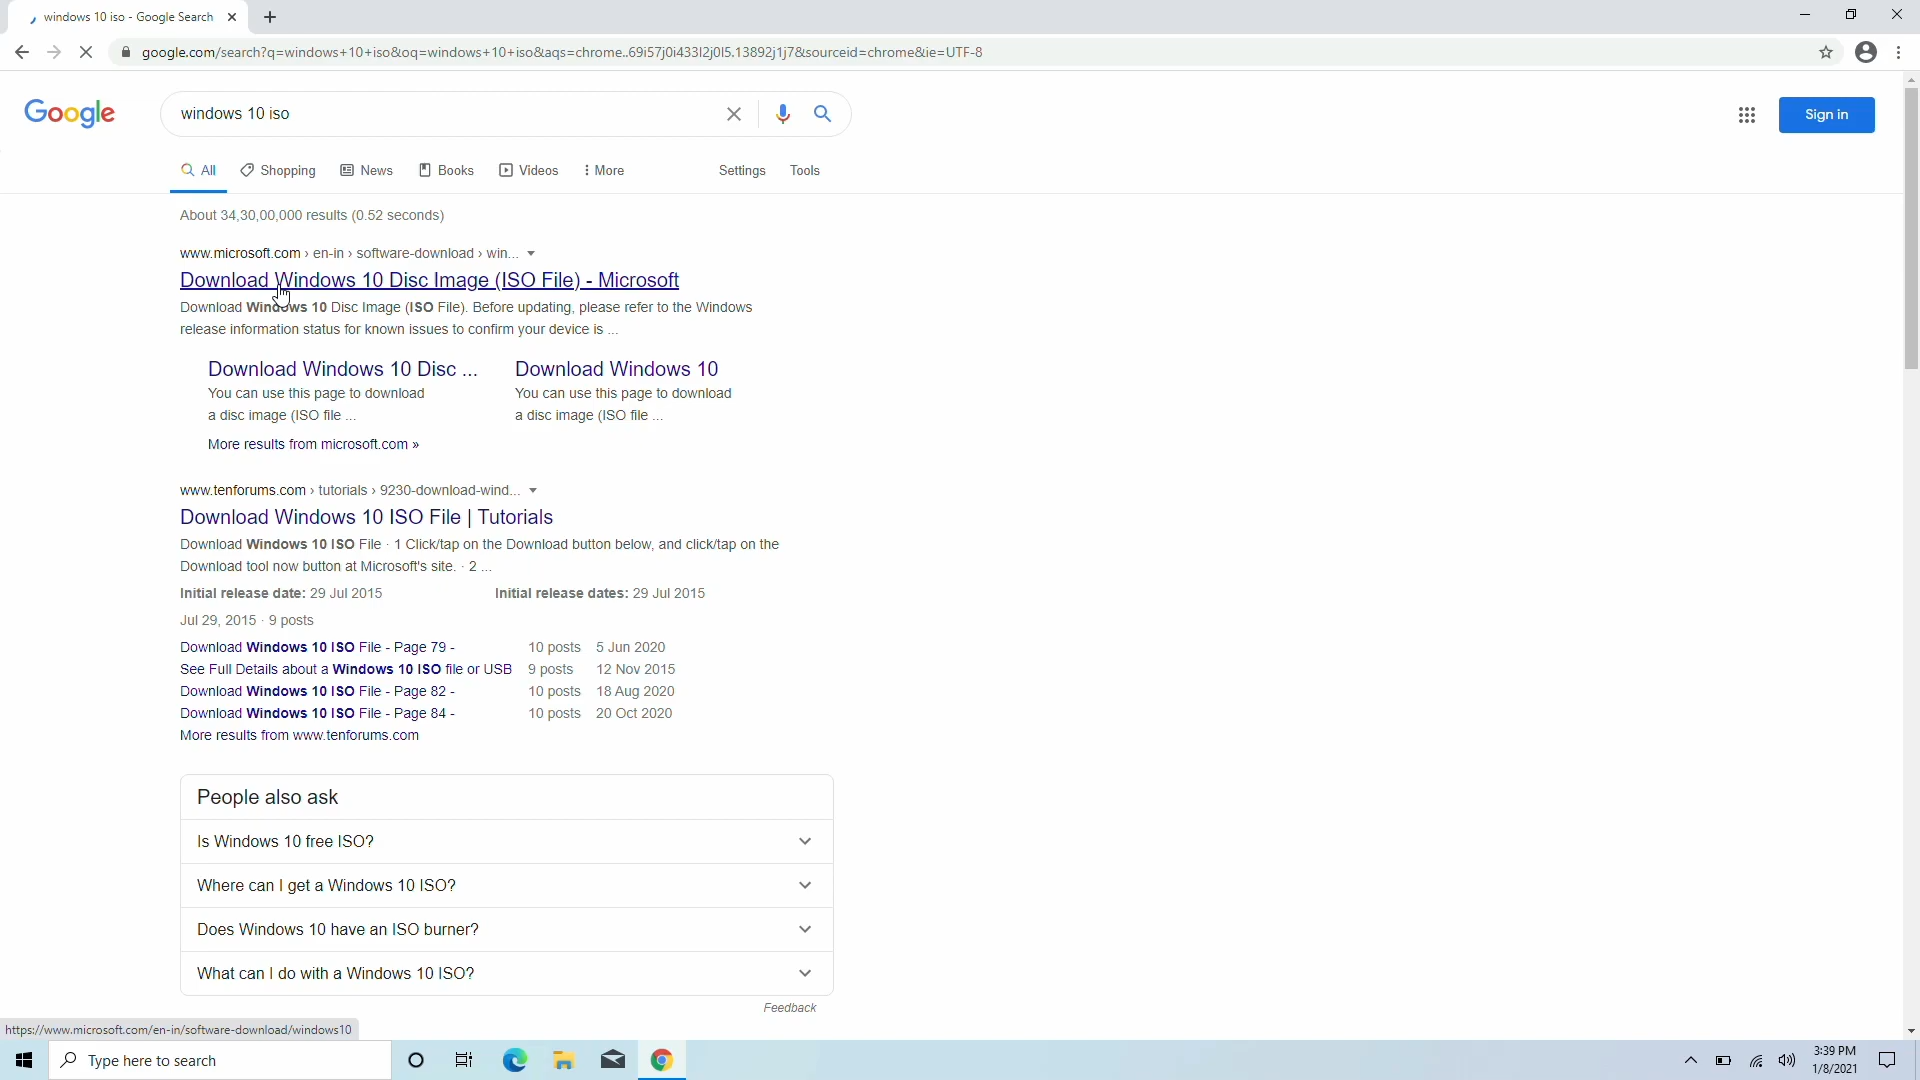 windows 10 iso - Google Search
google.com/search?q=windows+10+iso&oq=windows+10+iso&aqs=chrome..69i57j0i433l2j0l5.13892j1j7&sourceid=chrome&ie=UTF-8
Google
windows 10 iso
Sign in
All Shopping News Books Videos More Settings Tools
About 34,30,00,000 results (0.52 seconds)
www.microsoft.com › en-in › software-download › win...
Download Windows 10 Disc Image (ISO File) - Microsoft
Download Windows 10 Disc Image (ISO File). Before updating, please refer to the Windows
release information status for known issues to confirm your device is ...
Download Windows 10 Disc ... Download Windows 10
You can use this page to download You can use this page to download
a disc image (ISO file ... a disc image (ISO file ...
More results from microsoft.com »
www.tenforums.com › tutorials › 9230-download-wind...
Download Windows 10 ISO File | Tutorials
Download Windows 10 ISO File · 1 Click/tap on the Download button below, and click/tap on the
Download tool now button at Microsoft's site. · 2 ...
Initial release date: 29 Jul 2015 Initial release dates: 29 Jul 2015
Jul 29, 2015 · 9 posts
Download Windows 10 ISO File - Page 79 - 10 posts 5 Jun 2020
See Full Details about a Windows 10 ISO file or USB 9 posts 12 Nov 2015
Download Windows 10 ISO File - Page 82 - 10 posts 18 Aug 2020
Download Windows 10 ISO File - Page 84 - 10 posts 20 Oct 2020
More results from www.tenforums.com
People also ask
Is Windows 10 free ISO?
Where can I get a Windows 10 ISO?
Does Windows 10 have an ISO burner?
What can I do with a Windows 10 ISO?
Feedback
https://www.microsoft.com/en-in/software-download/windows10
Type here to search
3:39 PM
1/8/2021